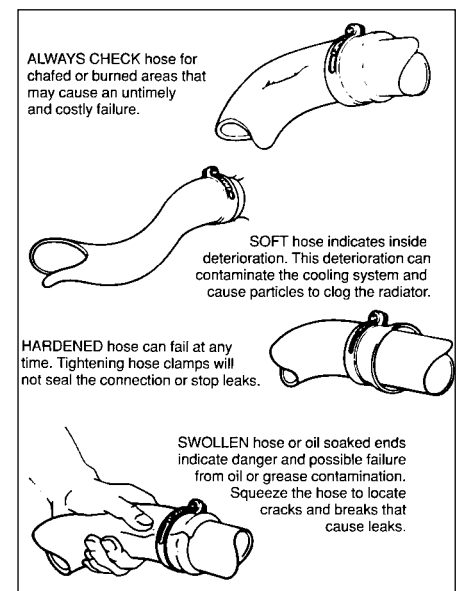 ALWAYS CHECK hose for
chafed or burned areas that
may cause an untimely
and costly failure.
SOFT hose indicates inside
deterioration. This deterioration can
contaminate the cooling system and
cause particles to clog the radiator.
HARDENED hose can fail at any
time. Tightening hose clamps will
not seal the connection or stop leaks.
SWOLLEN hose or oil soaked ends
indicate danger and possible failure
from oil or grease contamination.
Squeeze the hose to locate
cracks and breaks that
cause leaks.